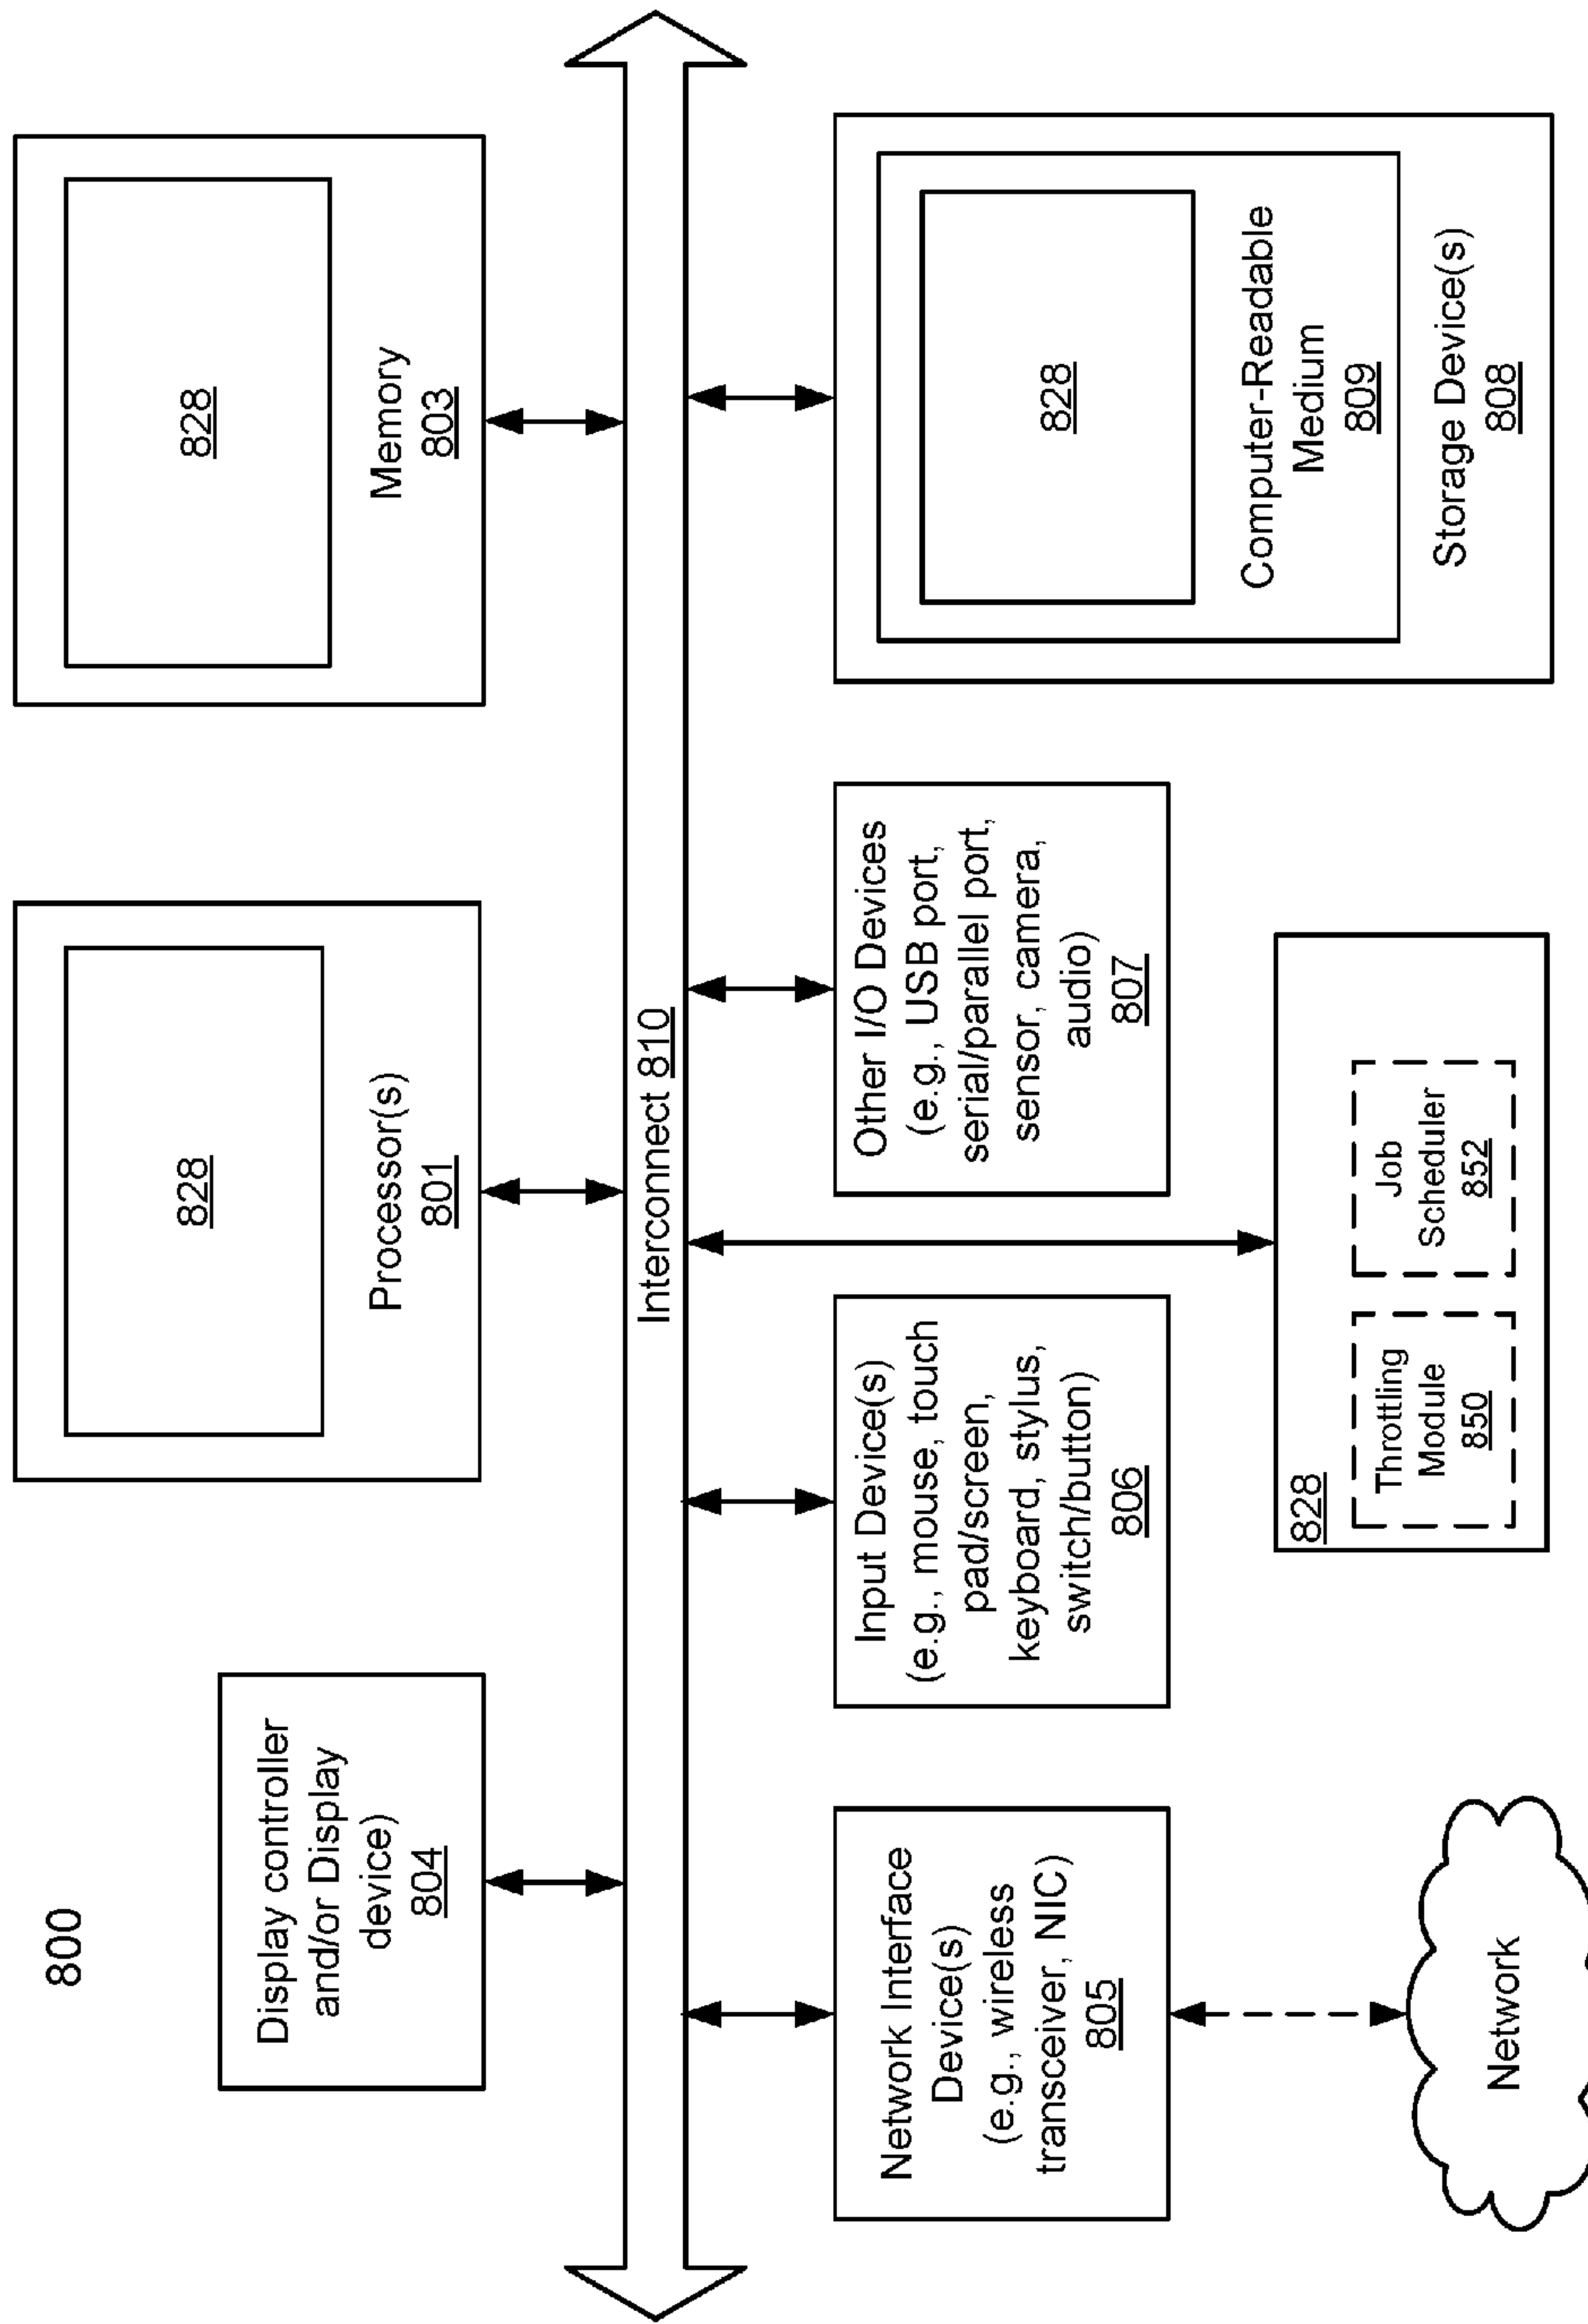 800
Display controller
and/or Display
device)
804
828
Processor(s)
801
828
Memory
803
Interconnect 810
Network Interface
Device(s)
(e.g., wireless
transceiver, NIC)
805
Input Device(s)
(e.g., mouse, touch
pad/screen,
keyboard, stylus,
switch/button)
806
Other I/O Devices
(e.g., USB port,
serial/parallel port,
sensor, camera,
audio)
807
828
Computer-Readable
Medium
809
Storage Device(s)
808
Network
828
Throttling
Module
850
Job
Scheduler
852